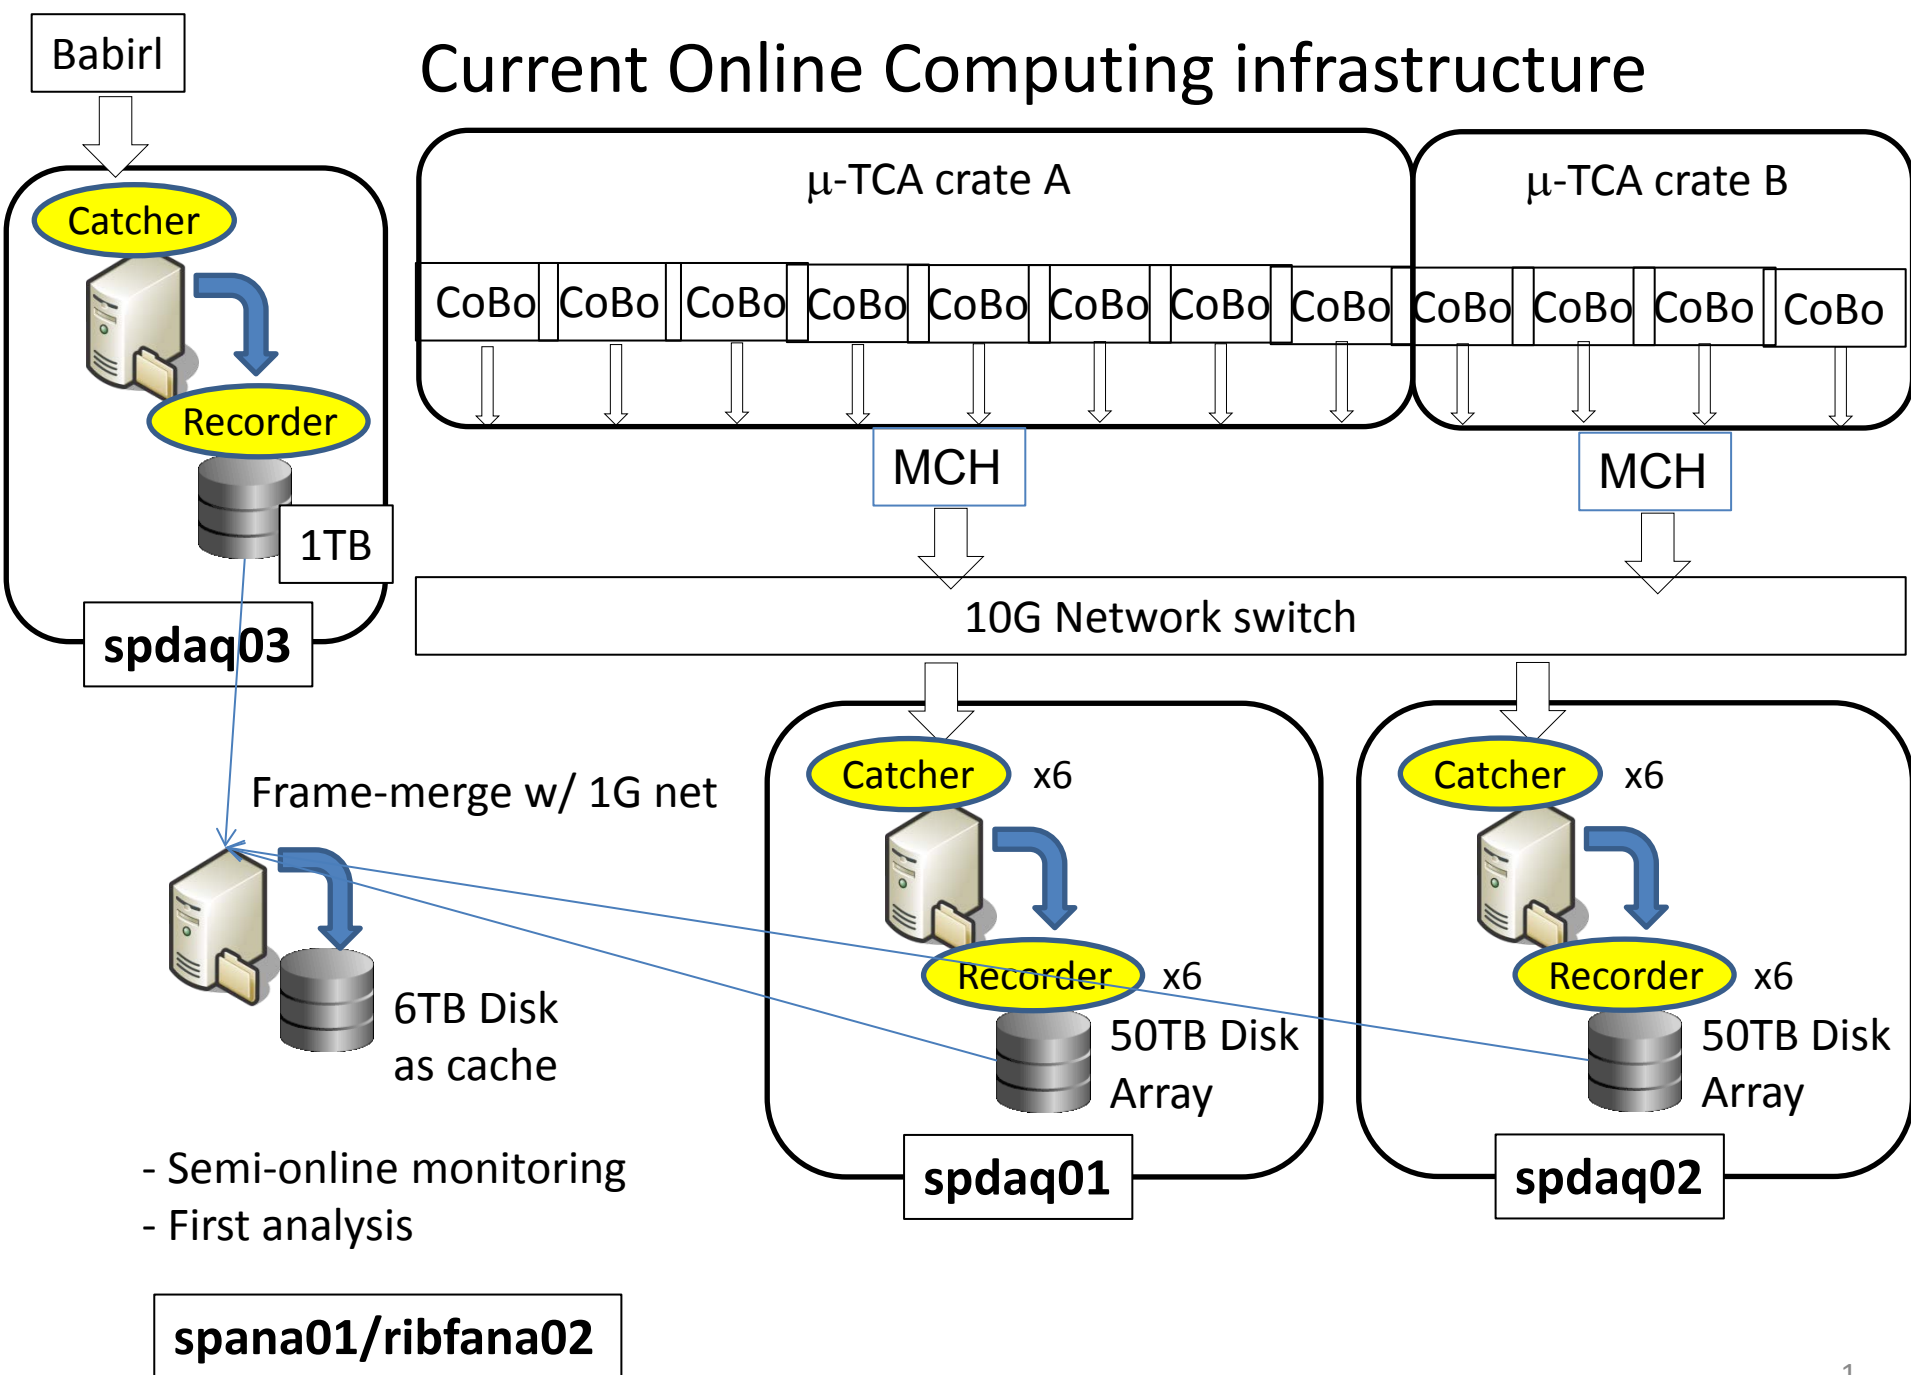 Babirl
Current Online Computing infrastructure
μ-TCA crate A
μ-TCA crate B
Catcher
CoBo CoBo CoBo CoBo CoBo CoBo CoBo CoBo CoBo CoBo CoBo CoBo
Recorder
MCH
MCH
1TB
10G Network switch
spdaq03
Catcher x6
Catcher x6
Frame-merge w/ 1G net
Recorder x6
Recorder x6
6TB Disk
as cache
50TB Disk
Array
50TB Disk
Array
- Semi-online monitoring
- First analysis
spdaq01
spdaq02
spana01/ribfana02
1